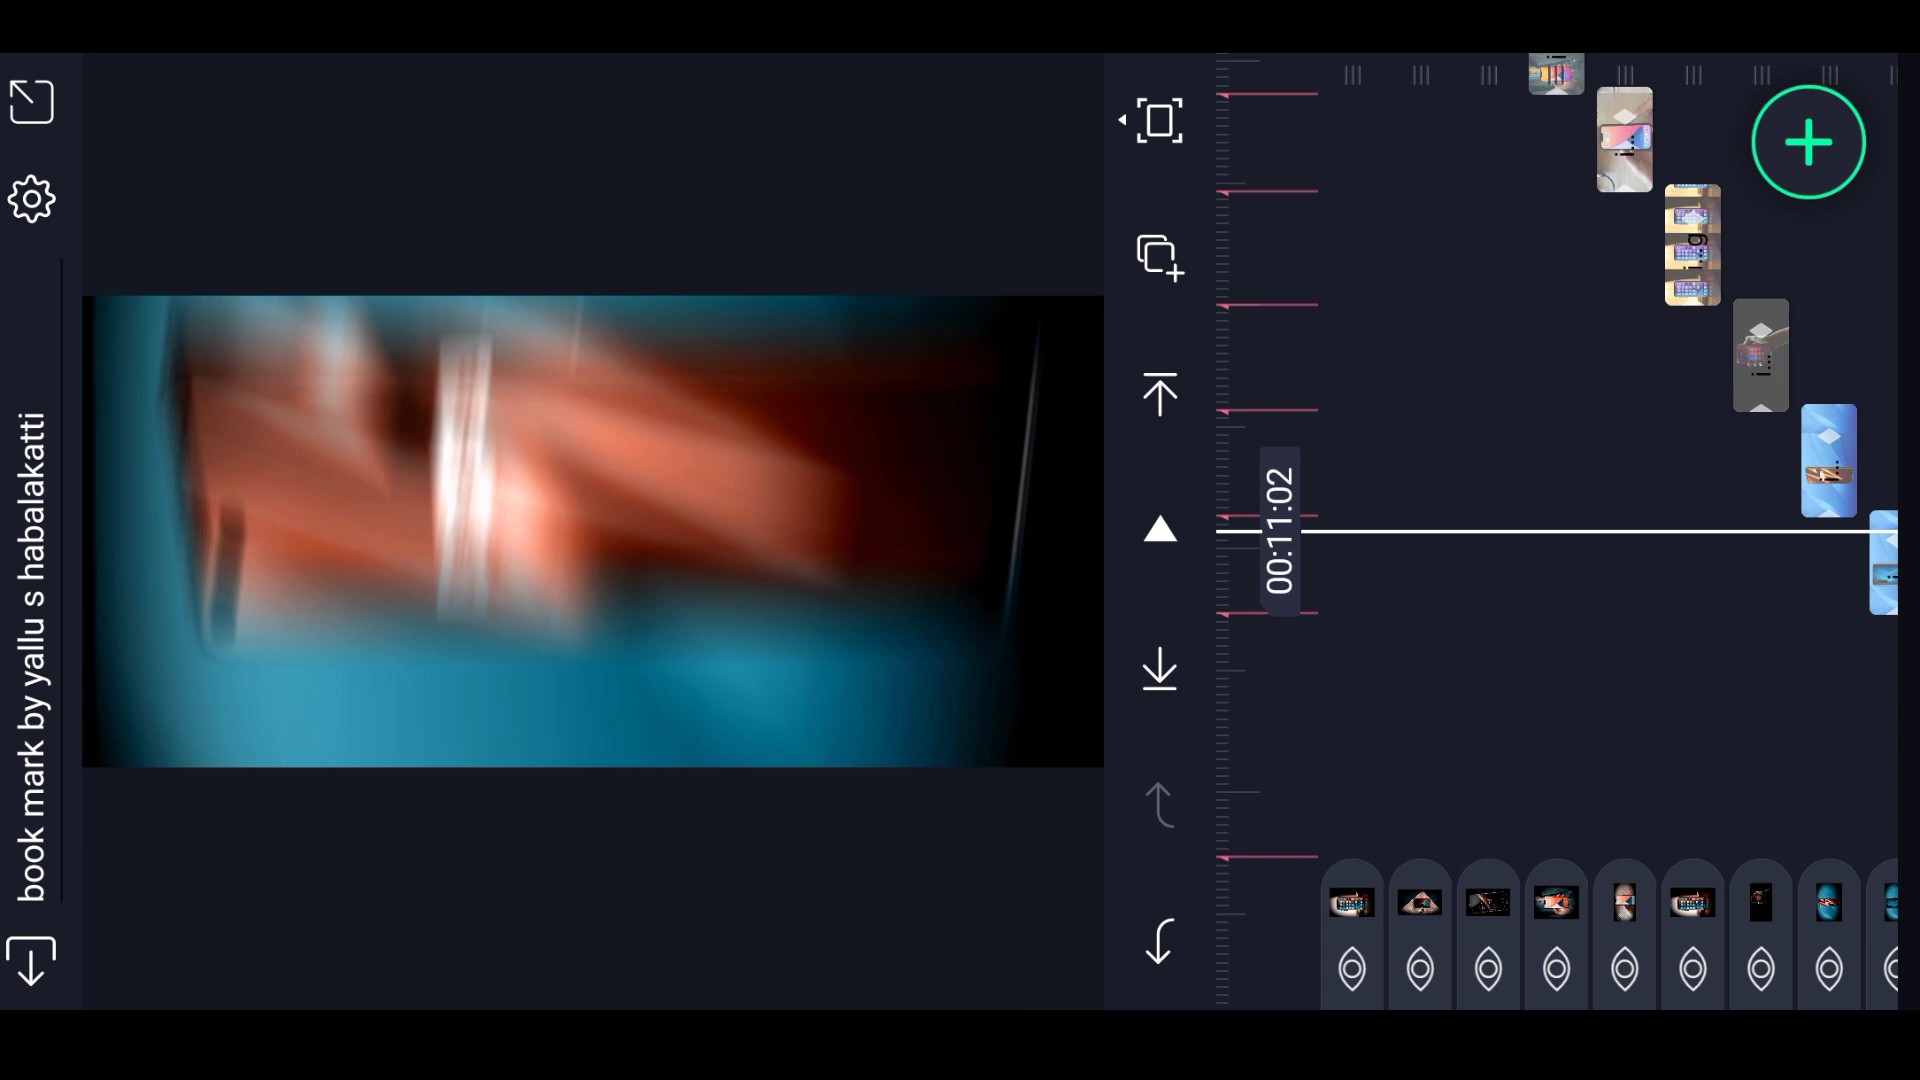 book mark by yallu s habalakatti
00:11:02
i...
i...g
i...